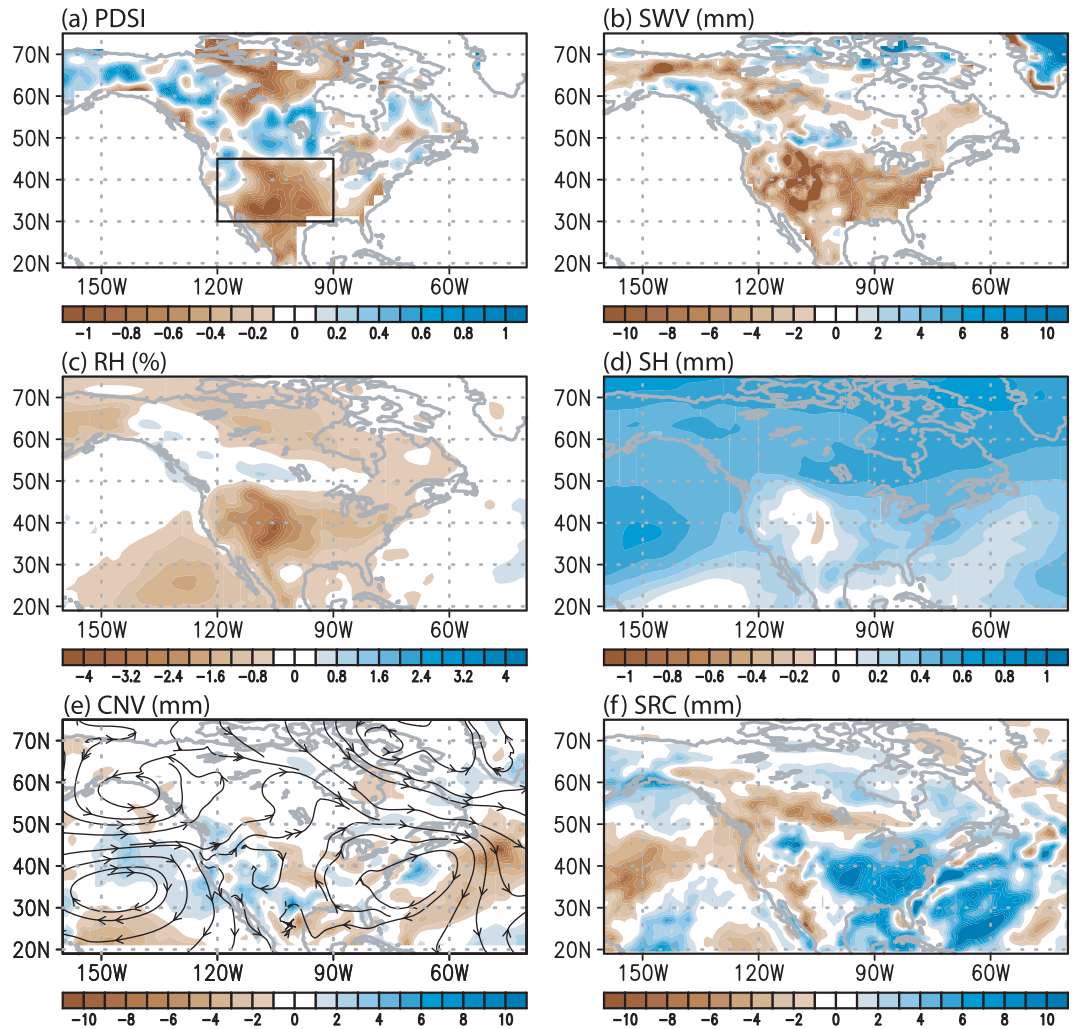 (a) PDSI
(b) SWV (mm)
70N 60N 50N 40N 30N 20N
70N 60N 50N 40N 30N 20N
150W 120W 90W 60W
150W 120W 90W 60W
-1 -0.8 -0.6 -0.4 -0.2 0 0.2 0.4 0.6 0.8 1
-10 -8 -6 -4 -2 0 2 4 6 8 10
(c) RH (%)
(d) SH (mm)
70N 60N 50N 40N 30N 20N
70N 60N 50N 40N 30N 20N
150W 120W 90W 60W
150W 120W 90W 60W
-4 -3.2 -2.4 -1.6 -0.8 0 0.8 1.6 2.4 3.2 4
-1 -0.8 -0.6 -0.4 -0.2 0 0.2 0.4 0.6 0.8 1
(e) CNV (mm)
(f) SRC (mm)
70N 60N 50N 40N 30N 20N
70N 60N 50N 40N 30N 20N
150W 120W 90W 60W
150W 120W 90W 60W
-10 -8 -6 -4 -2 0 2 4 6 8 10
-10 -8 -6 -4 -2 0 2 4 6 8 10